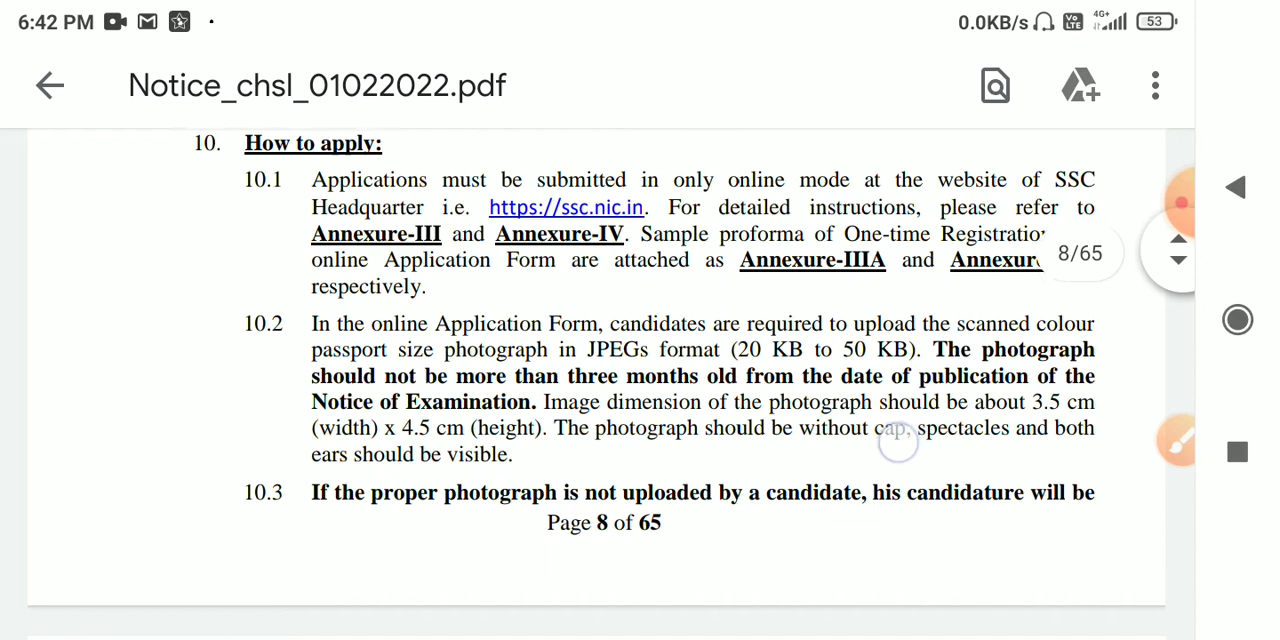 6:42 PM 0.0KB/s Vo LTE 4G+ 53
Notice_chsl_01022022.pdf
10. How to apply:
10.1 Applications must be submitted in only online mode at the website of SSC
Headquarter i.e. https://ssc.nic.in. For detailed instructions, please refer to
Annexure-III and Annexure-IV. Sample proforma of One-time Registration
online Application Form are attached as Annexure-IIIA and
8/65
respectively.
10.2 In the online Application Form, candidates are required to upload the scanned colour
passport size photograph in JPEGs format (20 KB to 50 KB). The photograph
should not be more than three months old from the date of publication of the
Notice of Examination. Image dimension of the photograph should be about 3.5 cm
(width) x 4.5 cm (height). The photograph should be without cap, spectacles and both
ears should be visible.
10.3 If the proper photograph is not uploaded by a candidate, his candidature will be
Page 8 of 65